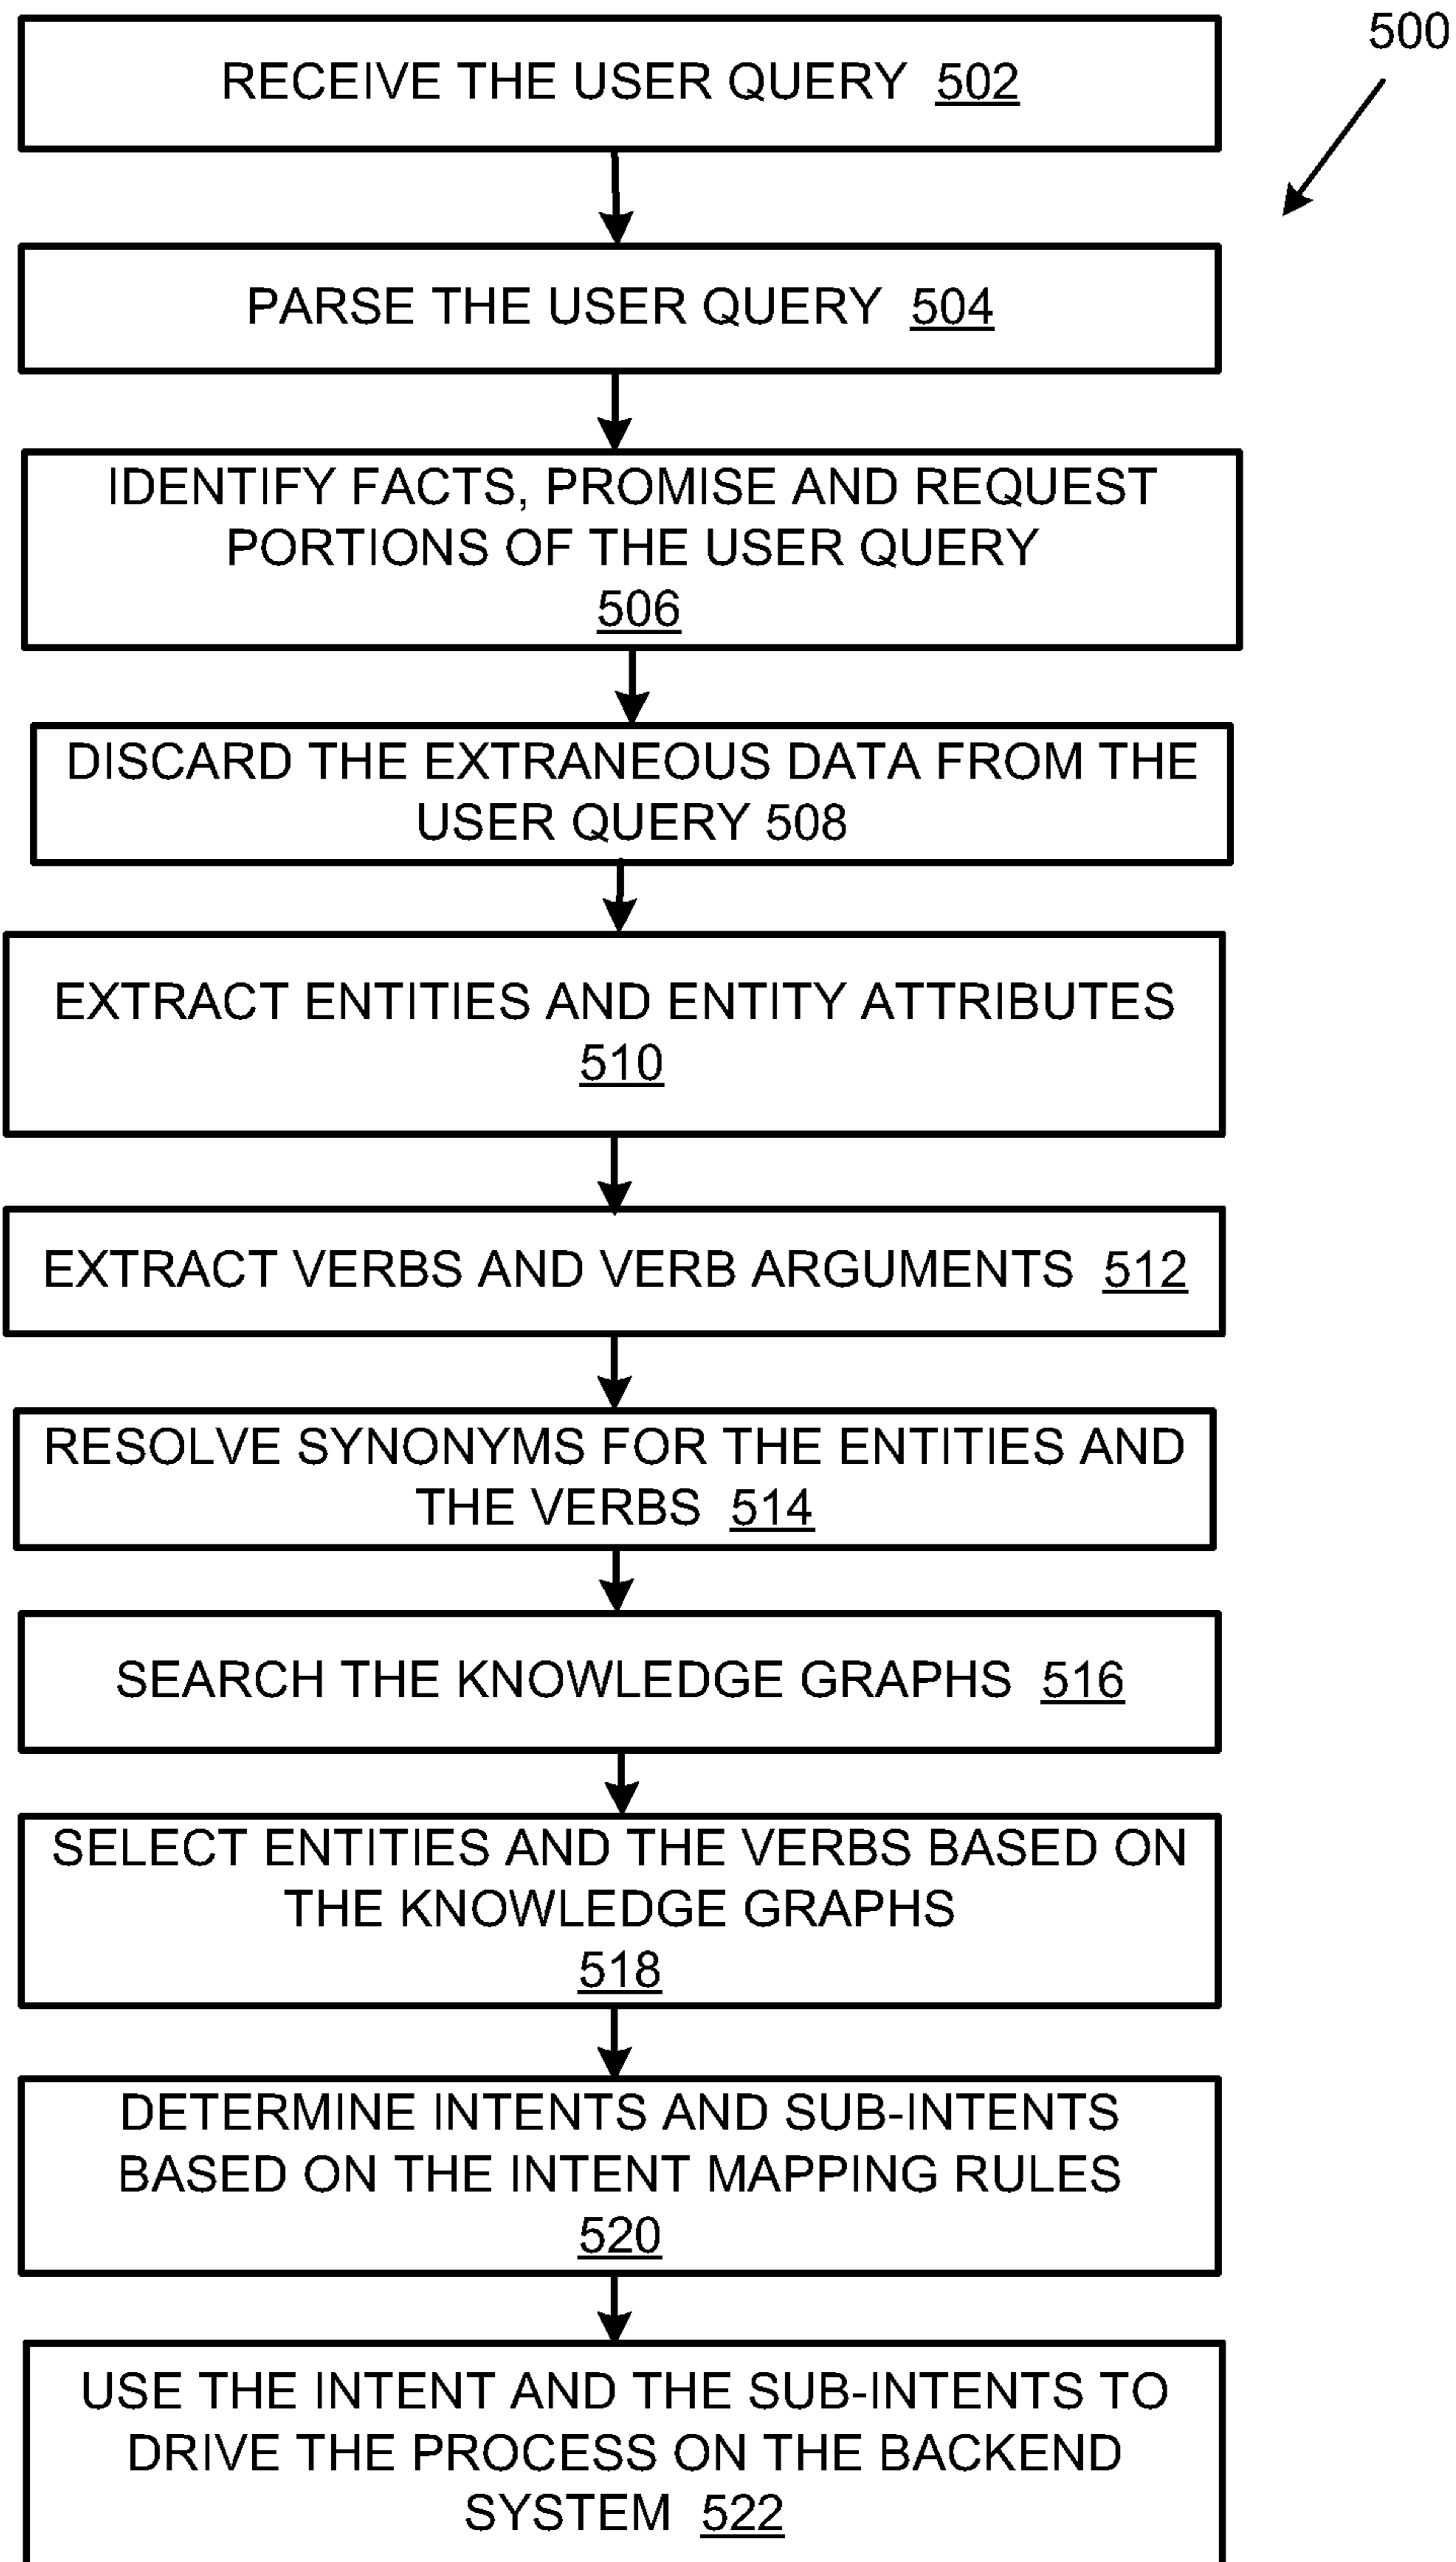 500
RECEIVE THE USER QUERY 502
PARSE THE USER QUERY 504
IDENTIFY FACTS, PROMISE AND REQUEST
PORTIONS OF THE USER QUERY
506
DISCARD THE EXTRANEOUS DATA FROM THE
USER QUERY 508
EXTRACT ENTITIES AND ENTITY ATTRIBUTES
510
EXTRACT VERBS AND VERB ARGUMENTS 512
RESOLVE SYNONYMS FOR THE ENTITIES AND
THE VERBS 514
SEARCH THE KNOWLEDGE GRAPHS 516
SELECT ENTITIES AND THE VERBS BASED ON
THE KNOWLEDGE GRAPHS
518
DETERMINE INTENTS AND SUB-INTENTS
BASED ON THE INTENT MAPPING RULES
520
USE THE INTENT AND THE SUB-INTENTS TO
DRIVE THE PROCESS ON THE BACKEND
SYSTEM 522